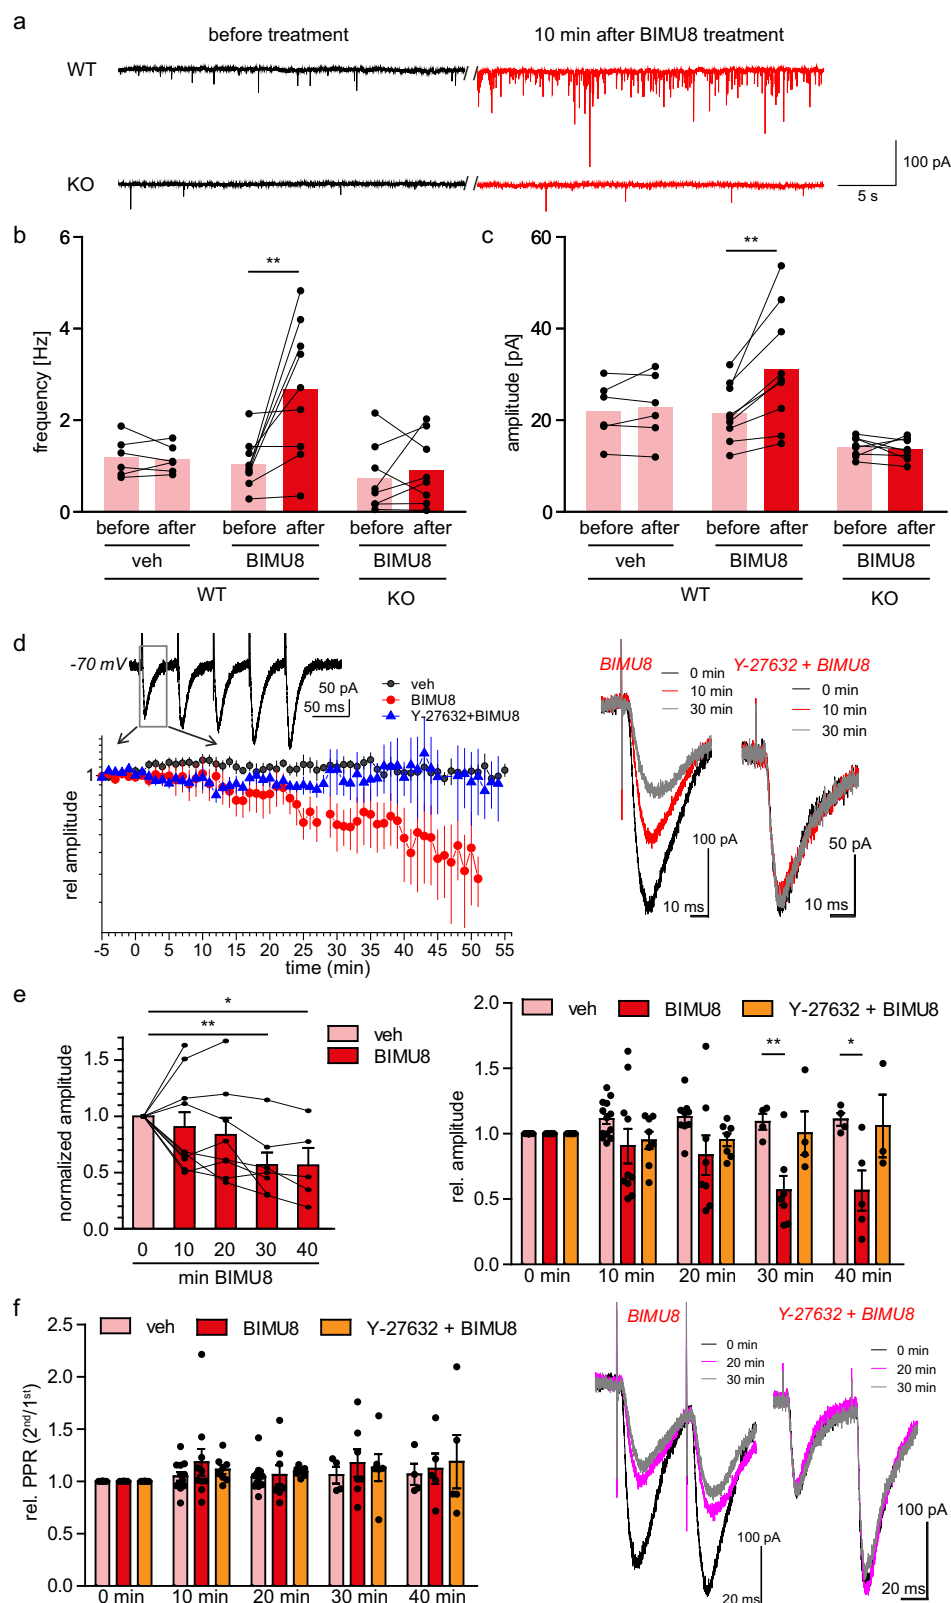 a
before treatment
10 min after BIMU8 treatment
WT
KO
100 pA
5 s
b
6
4
2
0
frequency [Hz]
**
before after
before after
before after
veh
BIMU8
BIMU8
WT
KO
c
60
40
20
0
amplitude [pA]
**
before after
before after
before after
veh
BIMU8
BIMU8
WT
KO
d
-70 mV
50 pA
50 ms
veh
BIMU8
Y-27632+BIMU8
1
rel amplitude
-5 0 5 10 15 20 25 30 35 40 45 50 55
time (min)
BIMU8
0 min
10 min
30 min
100 pA
10 ms
Y-27632 + BIMU8
0 min
10 min
30 min
50 pA
10 ms
e
*
**
veh
BIMU8
1.5
1.0
0.5
0.0
normalized amplitude
0 10 20 30 40
min BIMU8
2.0
1.5
1.0
0.5
0.0
rel. amplitude
veh
BIMU8
Y-27632 + BIMU8
**
*
0 min 10 min 20 min 30 min 40 min
f
2.5
2.0
1.5
1.0
0.5
0.0
rel. PPR (2nd/1st)
veh
BIMU8
Y-27632 + BIMU8
0 min 10 min 20 min 30 min 40 min
BIMU8
0 min
20 min
30 min
100 pA
20 ms
Y-27632 + BIMU8
0 min
20 min
30 min
100 pA
20 ms